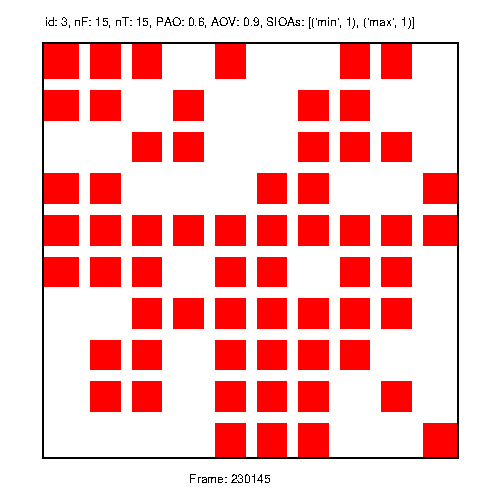 id: 3, nF: 15, nT: 15, PAO: 0.6, AOV: 0.9, SIOAs: [('min', 1), ('max', 1)]
Frame: 230145